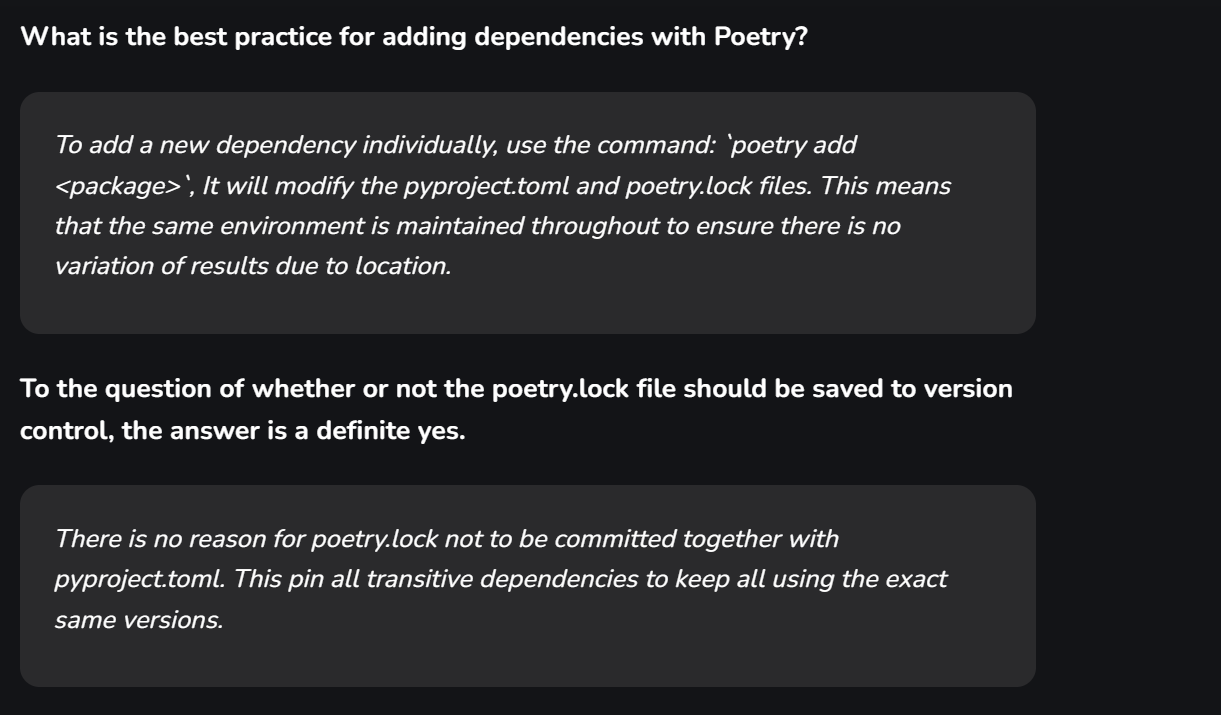 What is the best practice for adding dependencies with Poetry?
To add a new dependency individually, use the command: `poetry add
<package>`, It will modify the pyproject.toml and poetry.lock files. This means
that the same environment is maintained throughout to ensure there is no
variation of results due to location.
To the question of whether or not the poetry.lock file should be saved to version
control, the answer is a definite yes.
There is no reason for poetry.lock not to be committed together with
pyproject.toml. This pin all transitive dependencies to keep all using the exact
same versions.